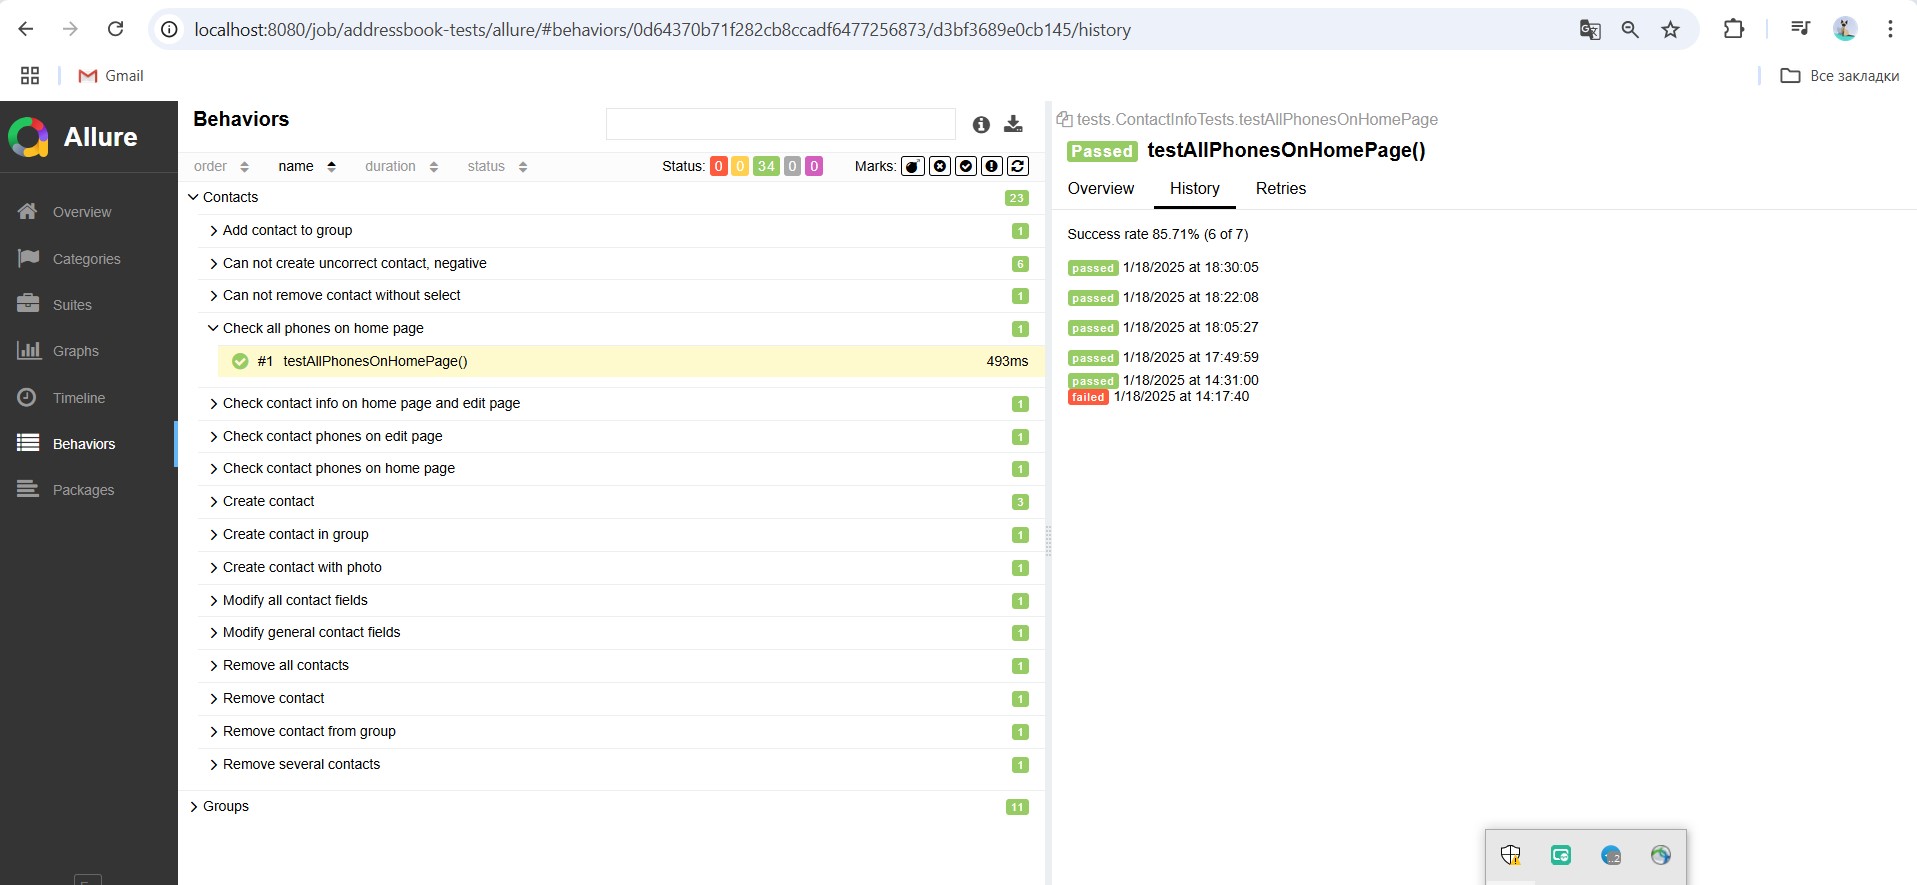 localhost:8080/job/addressbook-tests/allure/#behaviors/0d64370b71f282cb8ccadf6477256873/d3bf3689e0cb145/history
Gmail
Все закладки
Allure
Overview
Categories
Suites
Graphs
Timeline
Behaviors
Packages
Behaviors
order name duration status Status: 0 0 34 0 0 Marks:
Contacts 23
Add contact to group 1
Can not create uncorrect contact, negative 6
Can not remove contact without select 1
Check all phones on home page 1
#1 testAllPhonesOnHomePage() 493ms
Check contact info on home page and edit page 1
Check contact phones on edit page 1
Check contact phones on home page 1
Create contact 3
Create contact in group 1
Create contact with photo 1
Modify all contact fields 1
Modify general contact fields 1
Remove all contacts 1
Remove contact 1
Remove contact from group 1
Remove several contacts 1
Groups 11
tests.ContactInfoTests.testAllPhonesOnHomePage
Passed testAllPhonesOnHomePage()
Overview History Retries
Success rate 85.71% (6 of 7)
passed 1/18/2025 at 18:30:05
passed 1/18/2025 at 18:22:08
passed 1/18/2025 at 18:05:27
passed 1/18/2025 at 17:49:59
passed 1/18/2025 at 14:31:00
failed 1/18/2025 at 14:17:40